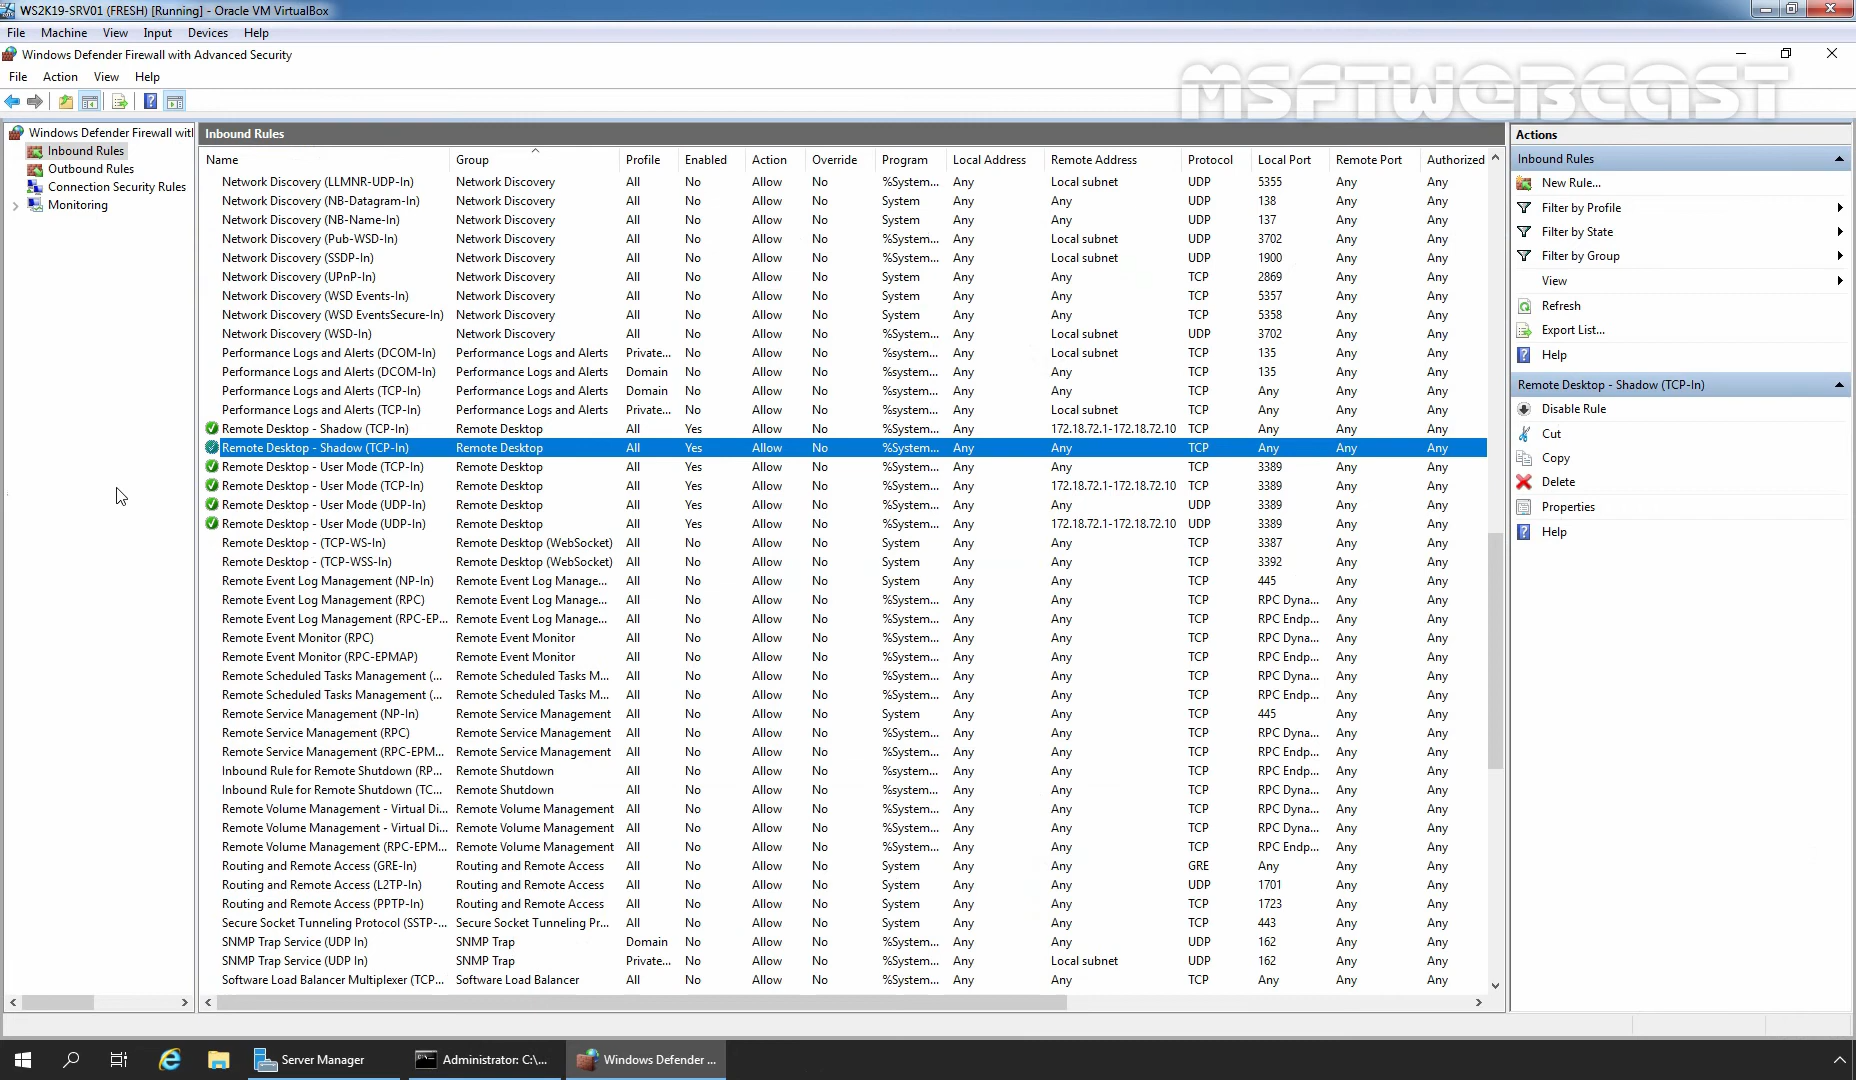 WS2K19-SRV01 (FRESH) [Running] - Oracle VM VirtualBox
File Machine View Input Devices Help
Windows Defender Firewall with Advanced Security
File Action View Help
MSFTWEBCAST
Windows Defender Firewall witl
Inbound Rules
Outbound Rules
Connection Security Rules
Monitoring
Inbound Rules
Name Group Profile Enabled Action Override Program Local Address Remote Address Protocol Local Port Remote Port Authorized
Network Discovery (LLMNR-UDP-In) Network Discovery All No Allow No %System... Any Local subnet UDP 5355 Any Any
Network Discovery (NB-Datagram-In) Network Discovery All No Allow No System Any Any UDP 138 Any Any
Network Discovery (NB-Name-In) Network Discovery All No Allow No System Any Any UDP 137 Any Any
Network Discovery (Pub-WSD-In) Network Discovery All No Allow No %System... Any Local subnet UDP 3702 Any Any
Network Discovery (SSDP-In) Network Discovery All No Allow No %System... Any Local subnet UDP 1900 Any Any
Network Discovery (UPnP-In) Network Discovery All No Allow No System Any Any TCP 2869 Any Any
Network Discovery (WSD Events-In) Network Discovery All No Allow No System Any Any TCP 5357 Any Any
Network Discovery (WSD EventsSecure-In) Network Discovery All No Allow No System Any Any TCP 5358 Any Any
Network Discovery (WSD-In) Network Discovery All No Allow No %System... Any Local subnet UDP 3702 Any Any
Performance Logs and Alerts (DCOM-In) Performance Logs and Alerts Private... No Allow No %system... Any Local subnet TCP 135 Any Any
Performance Logs and Alerts (DCOM-In) Performance Logs and Alerts Domain No Allow No %system... Any Any TCP 135 Any Any
Performance Logs and Alerts (TCP-In) Performance Logs and Alerts Domain No Allow No %system... Any Any TCP Any Any Any
Performance Logs and Alerts (TCP-In) Performance Logs and Alerts Private... No Allow No %system... Any Local subnet TCP Any Any Any
Remote Desktop - Shadow (TCP-In) Remote Desktop All Yes Allow No %System... Any 172.18.72.1-172.18.72.10 TCP Any Any Any
Remote Desktop - Shadow (TCP-In) Remote Desktop All Yes Allow No %System... Any Any TCP Any Any Any
Remote Desktop - User Mode (TCP-In) Remote Desktop All Yes Allow No %System... Any Any TCP 3389 Any Any
Remote Desktop - User Mode (TCP-In) Remote Desktop All Yes Allow No %System... Any 172.18.72.1-172.18.72.10 TCP 3389 Any Any
Remote Desktop - User Mode (UDP-In) Remote Desktop All Yes Allow No %System... Any Any UDP 3389 Any Any
Remote Desktop - User Mode (UDP-In) Remote Desktop All Yes Allow No %System... Any 172.18.72.1-172.18.72.10 UDP 3389 Any Any
Remote Desktop - (TCP-WS-In) Remote Desktop (WebSocket) All No Allow No System Any Any TCP 3387 Any Any
Remote Desktop - (TCP-WSS-In) Remote Desktop (WebSocket) All No Allow No System Any Any TCP 3392 Any Any
Remote Event Log Management (NP-In) Remote Event Log Manage... All No Allow No System Any Any TCP 445 Any Any
Remote Event Log Management (RPC) Remote Event Log Manage... All No Allow No %System... Any Any TCP RPC Dyna... Any Any
Remote Event Log Management (RPC-EP... Remote Event Log Manage... All No Allow No %System... Any Any TCP RPC Endp... Any Any
Remote Event Monitor (RPC) Remote Event Monitor All No Allow No %System... Any Any TCP RPC Dyna... Any Any
Remote Event Monitor (RPC-EPMAP) Remote Event Monitor All No Allow No %System... Any Any TCP RPC Endp... Any Any
Remote Scheduled Tasks Management (... Remote Scheduled Tasks M... All No Allow No %System... Any Any TCP RPC Dyna... Any Any
Remote Scheduled Tasks Management (... Remote Scheduled Tasks M... All No Allow No %System... Any Any TCP RPC Endp... Any Any
Remote Service Management (NP-In) Remote Service Management All No Allow No System Any Any TCP 445 Any Any
Remote Service Management (RPC) Remote Service Management All No Allow No %System... Any Any TCP RPC Dyna... Any Any
Remote Service Management (RPC-EPM... Remote Service Management All No Allow No %System... Any Any TCP RPC Endp... Any Any
Inbound Rule for Remote Shutdown (RP... Remote Shutdown All No Allow No %system... Any Any TCP RPC Endp... Any Any
Inbound Rule for Remote Shutdown (TC... Remote Shutdown All No Allow No %system... Any Any TCP RPC Dyna... Any Any
Remote Volume Management - Virtual Di... Remote Volume Management All No Allow No %System... Any Any TCP RPC Dyna... Any Any
Remote Volume Management - Virtual Di... Remote Volume Management All No Allow No %System... Any Any TCP RPC Dyna... Any Any
Remote Volume Management (RPC-EPM... Remote Volume Management All No Allow No %System... Any Any TCP RPC Endp... Any Any
Routing and Remote Access (GRE-In) Routing and Remote Access All No Allow No System Any Any GRE Any Any Any
Routing and Remote Access (L2TP-In) Routing and Remote Access All No Allow No System Any Any UDP 1701 Any Any
Routing and Remote Access (PPTP-In) Routing and Remote Access All No Allow No System Any Any TCP 1723 Any Any
Secure Socket Tunneling Protocol (SSTP-... Secure Socket Tunneling Pr... All No Allow No System Any Any TCP 443 Any Any
SNMP Trap Service (UDP In) SNMP Trap Domain No Allow No %System... Any Any UDP 162 Any Any
SNMP Trap Service (UDP In) SNMP Trap Private... No Allow No %System... Any Local subnet UDP 162 Any Any
Software Load Balancer Multiplexer (TCP... Software Load Balancer All No Allow No %System... Any Any TCP Any Any Any
Actions
Inbound Rules
New Rule...
Filter by Profile
Filter by State
Filter by Group
View
Refresh
Export List...
Help
Remote Desktop - Shadow (TCP-In)
Disable Rule
Cut
Copy
Delete
Properties
Help
Server Manager
Administrator: C:\...
Windows Defender ...